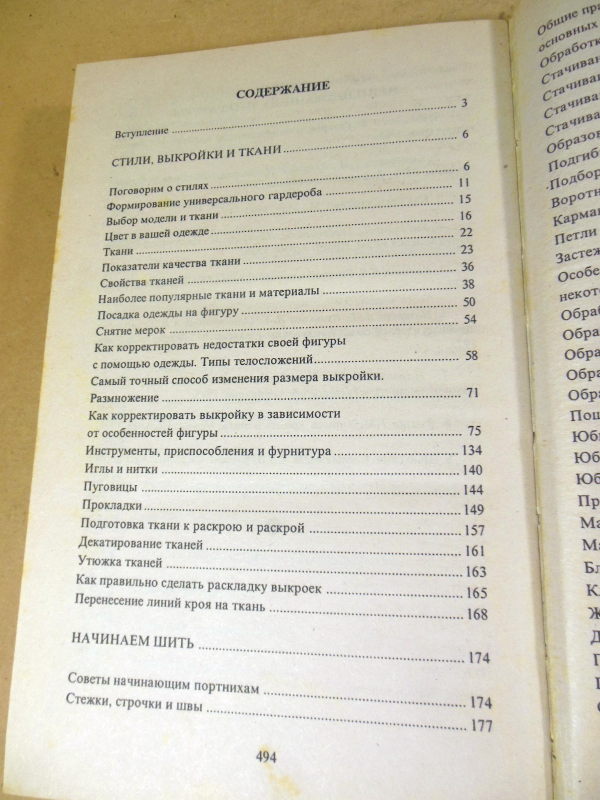 СОДЕРЖАНИЕ
Вступление 3
СТИЛИ, ВЫКРОЙКИ И ТКАНИ 6
Поговорим о стилях 6
Формирование универсального гардероба 11
Выбор модели и ткани 15
Цвет в вашей одежде 16
Ткани 22
Показатели качества ткани 23
Свойства тканей 36
Наиболее популярные ткани и материалы 38
Посадка одежды на фигуру 50
Снятие мерок 54
Как корректировать недостатки своей фигуры
с помощью одежды. Типы телосложений 58
Самый точный способ изменения размера выкройки.
Размножение 71
Как корректировать выкройку в зависимости
от особенностей фигуры 75
Инструменты, приспособления и фурнитура 134
Иглы и нитки 140
Пуговицы 144
Прокладки 149
Подготовка ткани к раскрою и раскрой 157
Декатирование тканей 161
Утюжка тканей 163
Как правильно сделать раскладку выкроек 165
Перенесение линий кроя на ткань 168
НАЧИНАЕМ ШИТЬ 174
Советы начинающим портнихам 174
Стежки, строчки и швы 177
494
Общие пра
основных
Обработк
Стачиван
Стачива
Стачива
Стачива
Образов
Подгиб
Подбор
Воротн
Карма
Петли
Застеж
Особе
некото
Обраб
Обра
Обра
Обра
Обра
Пош
Юб
Юб
Юб
Пр
Ма
Ма
Бл